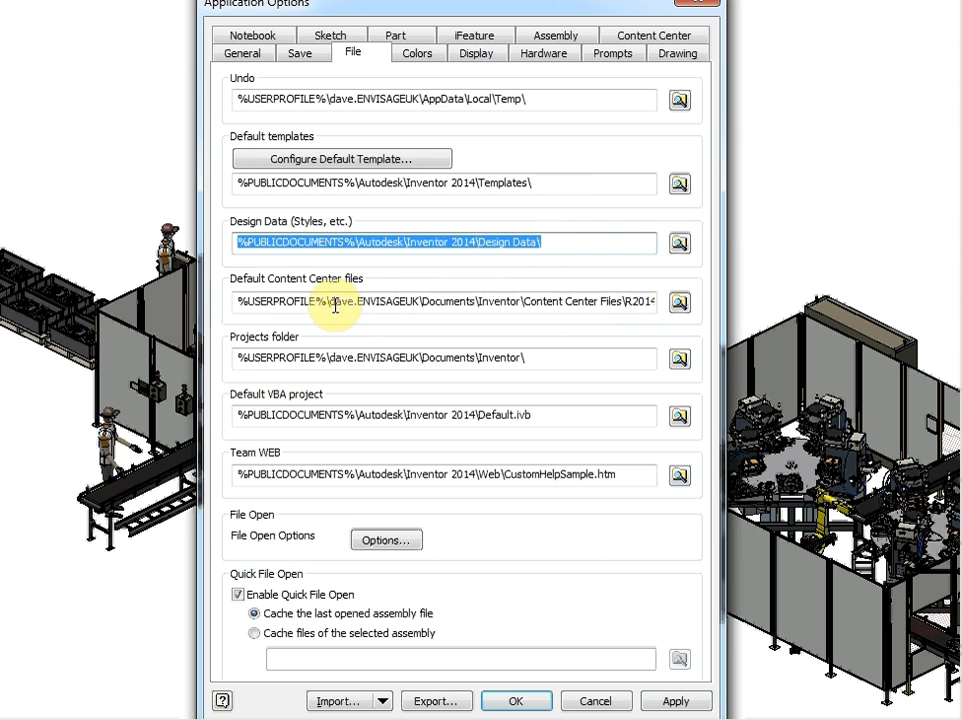 Application Options
Notebook Sketch Part iFeature Assembly Content Center
General Save File Colors Display Hardware Prompts Drawing
Undo
%USERPROFILE%\dave.ENVISAGEUK\AppData\Local\Temp\
Default templates
Configure Default Template...
%PUBLICDOCUMENTS%\Autodesk\Inventor 2014\Templates\
Design Data (Styles, etc.)
%PUBLICDOCUMENTS%\Autodesk\Inventor 2014\Design Data\
Default Content Center files
%USERPROFILE%\dave.ENVISAGEUK\Documents\Inventor\Content Center Files\R2014
Projects folder
%USERPROFILE%\dave.ENVISAGEUK\Documents\Inventor\
Default VBA project
%PUBLICDOCUMENTS%\Autodesk\Inventor 2014\Default.ivb
Team WEB
%PUBLICDOCUMENTS%\Autodesk\Inventor 2014\Web\CustomHelpSample.htm
File Open
File Open Options Options...
Quick File Open
Enable Quick File Open
Cache the last opened assembly file
Cache files of the selected assembly
? Import... Export... OK Cancel Apply